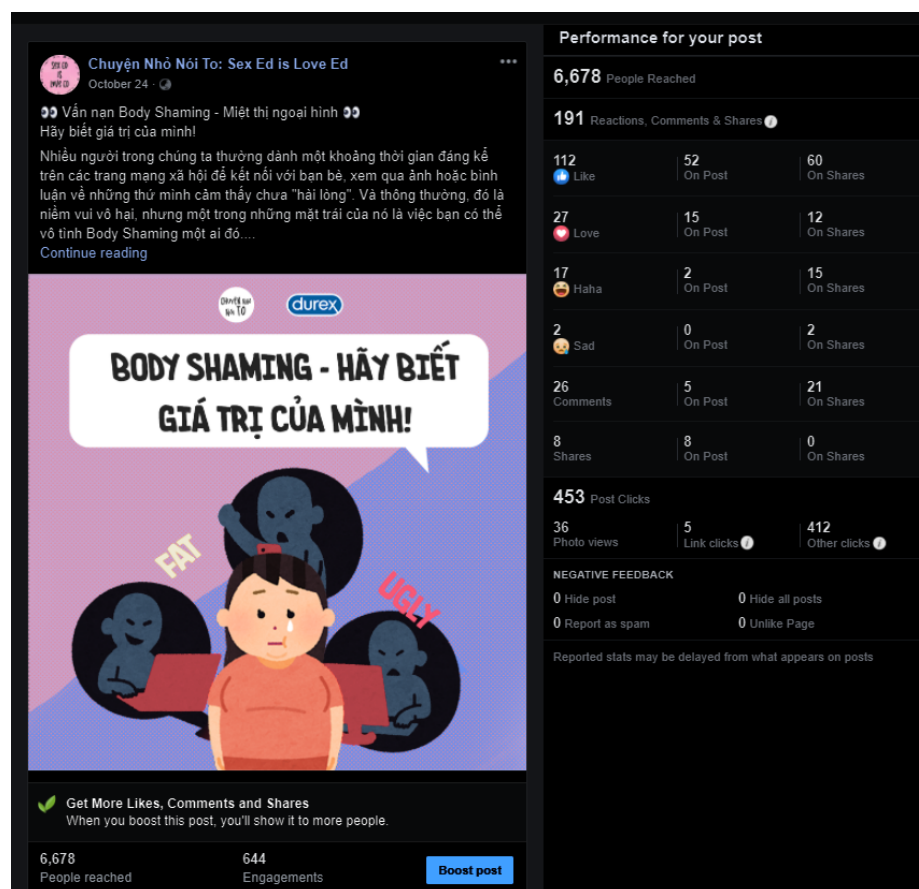 Chuyện Nhỏ Nói To: Sex Ed is Love Ed
October 24 ·
Vấn nạn Body Shaming - Miệt thị ngoại hình
Hãy biết giá trị của mình!
Nhiều người trong chúng ta thường dành một khoảng thời gian đáng kể
trên các trang mạng xã hội để kết nối với bạn bè, xem qua ảnh hoặc bình
luận về những thứ mình cảm thấy chưa "hài lòng". Và thông thường, đó là
niềm vui vô hại, nhưng một trong những mặt trái của nó là việc bạn có thể
vô tình Body Shaming một ai đó....
Continue reading
CHUYỆN NHỎ
NÓI TO
durex
BODY SHAMING - HÃY BIẾT
GIÁ TRỊ CỦA MÌNH!
FAT
UGLY
Get More Likes, Comments and Shares
When you boost this post, you'll show it to more people.
6,678
People reached
644
Engagements
Boost post
Performance for your post
6,678 People Reached
191 Reactions, Comments & Shares
112
Like
52
On Post
60
On Shares
27
Love
15
On Post
12
On Shares
17
Haha
2
On Post
15
On Shares
2
Sad
0
On Post
2
On Shares
26
Comments
5
On Post
21
On Shares
8
Shares
8
On Post
0
On Shares
453 Post Clicks
36
Photo views
5
Link clicks
412
Other clicks
NEGATIVE FEEDBACK
0 Hide post
0 Hide all posts
0 Report as spam
0 Unlike Page
Reported stats may be delayed from what appears on posts